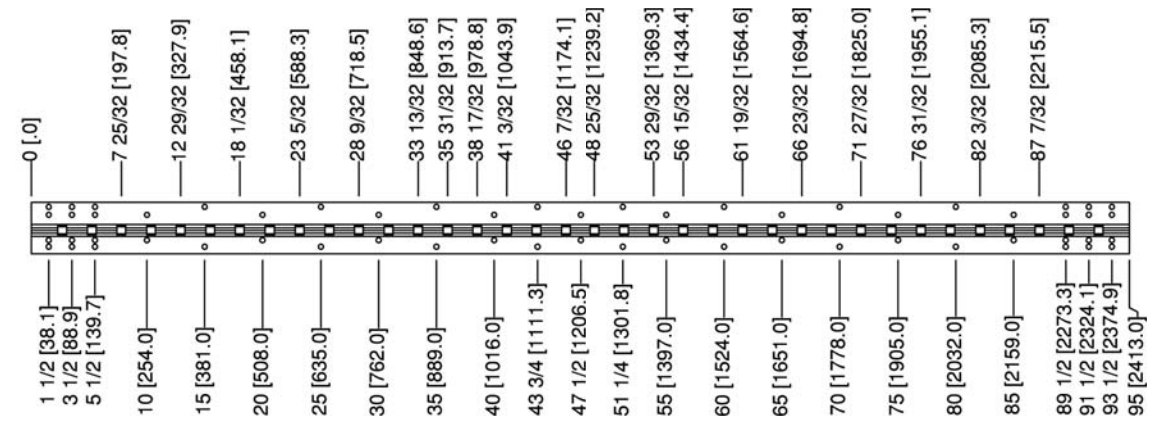 0 [.0]
7 25/32 [197.8]
12 29/32 [327.9]
18 1/32 [458.1]
23 5/32 [588.3]
28 9/32 [718.5]
33 13/32 [848.6]
35 31/32 [913.7]
38 17/32 [978.8]
41 3/32 [1043.9]
46 7/32 [1174.1]
48 25/32 [1239.2]
53 29/32 [1369.3]
56 15/32 [1434.4]
61 19/32 [1564.6]
66 23/32 [1694.8]
71 27/32 [1825.0]
76 31/32 [1955.1]
82 3/32 [2085.3]
87 7/32 [2215.5]
1 1/2 [38.1]
3 1/2 [88.9]
5 1/2 [139.7]
10 [254.0]
15 [381.0]
20 [508.0]
25 [635.0]
30 [762.0]
35 [889.0]
40 [1016.0]
43 3/4 [1111.3]
47 1/2 [1206.5]
51 1/4 [1301.8]
55 [1397.0]
60 [1524.0]
65 [1651.0]
70 [1778.0]
75 [1905.0]
80 [2032.0]
85 [2159.0]
89 1/2 [2273.3]
91 1/2 [2324.1]
93 1/2 [2374.9]
95 [2413.0]